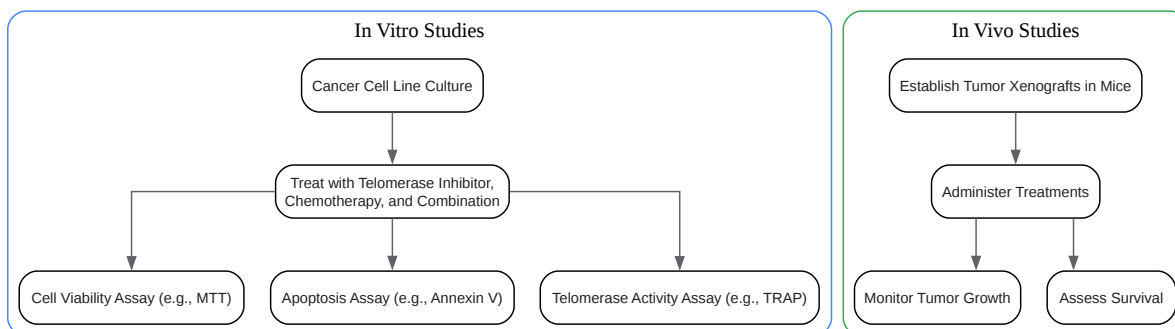 In Vitro Studies
Cancer Cell Line Culture
Treat with Telomerase Inhibitor,
Chemotherapy, and Combination
Cell Viability Assay (e.g., MTT)
Apoptosis Assay (e.g., Annexin V)
Telomerase Activity Assay (e.g., TRAP)
In Vivo Studies
Establish Tumor Xenografts in Mice
Administer Treatments
Monitor Tumor Growth
Assess Survival